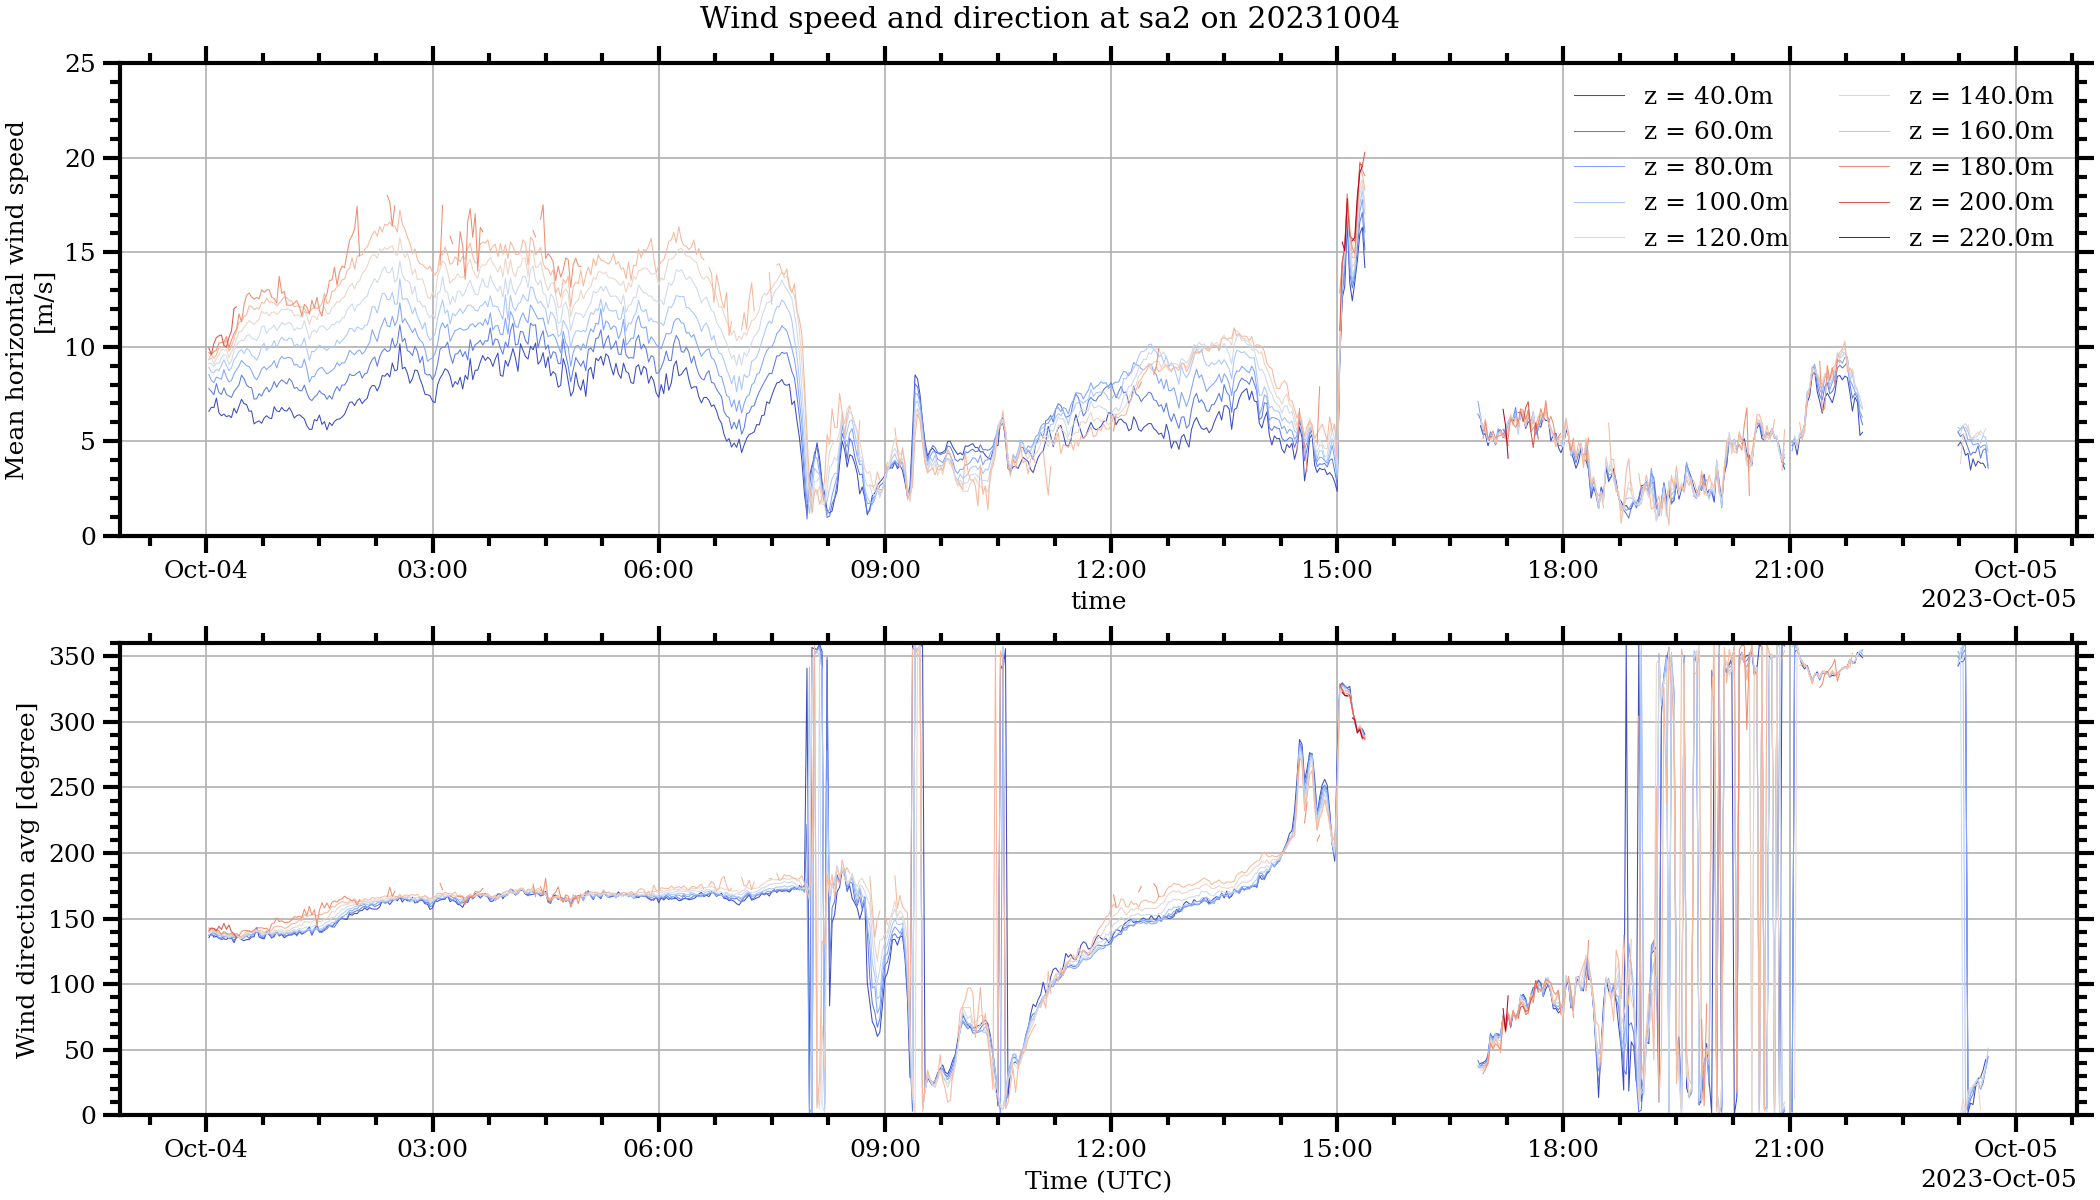 Wind speed and direction at sa2 on 20231004
Mean horizontal wind speed
[m/s]
25
20
15
10
5
0
z = 40.0m
z = 60.0m
z = 80.0m
z = 100.0m
z = 120.0m
z = 140.0m
z = 160.0m
z = 180.0m
z = 200.0m
z = 220.0m
Oct-04 03:00 06:00 09:00 12:00 15:00 18:00 21:00 Oct-05
time
2023-Oct-05
Wind direction avg [degree]
350
300
250
200
150
100
50
0
Oct-04 03:00 06:00 09:00 12:00 15:00 18:00 21:00 Oct-05
Time (UTC)
2023-Oct-05